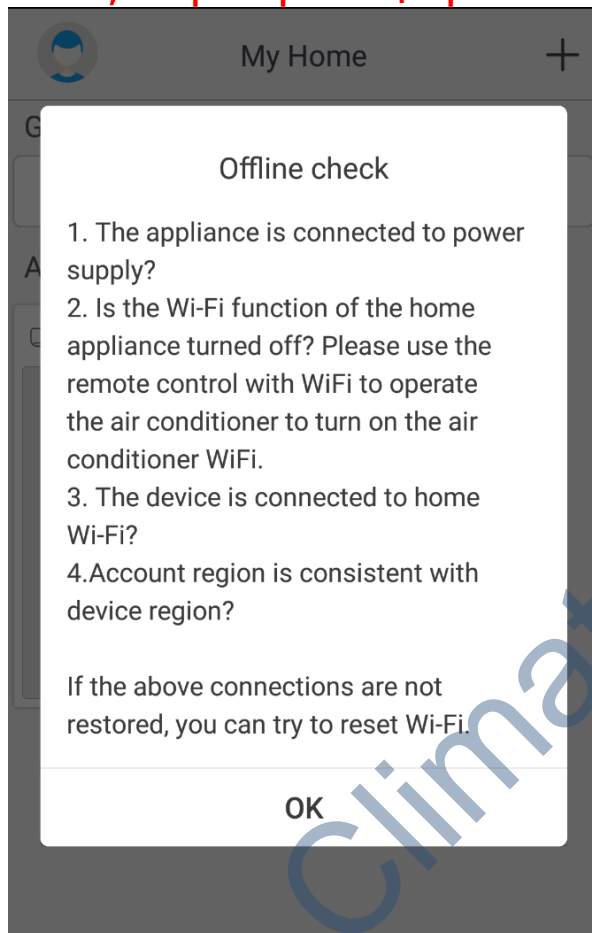 My Home
Offline check
1. The appliance is connected to power
supply?
2. Is the Wi-Fi function of the home
appliance turned off? Please use the
remote control with WiFi to operate
the air conditioner to turn on the air
conditioner WiFi.
3. The device is connected to home
Wi-Fi?
4.Account region is consistent with
device region?
If the above connections are not
restored, you can try to reset Wi-Fi.
OK
Climat